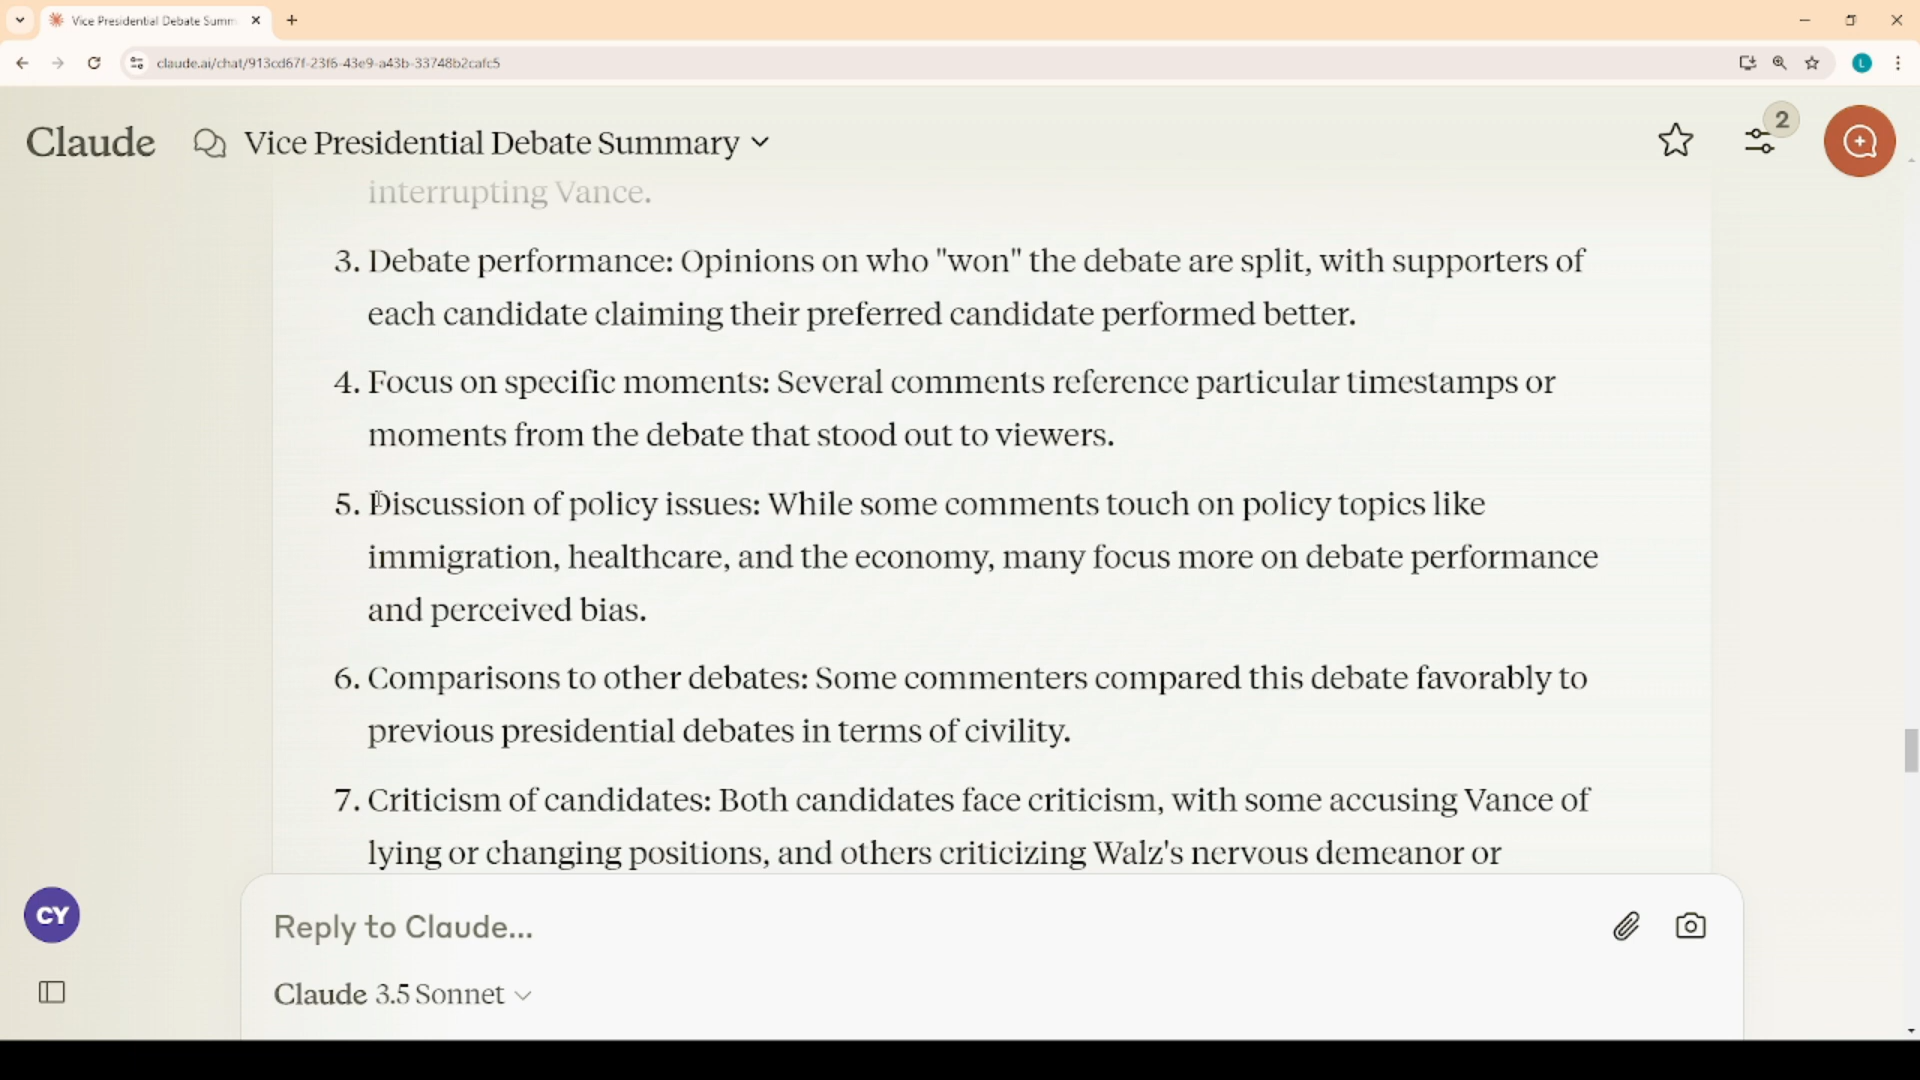 Vice Presidential Debate Summ
claude.ai/chat/913cd67f-23f6-43e9-a43b-33748b2cafc5
L
Claude
Vice Presidential Debate Summary
2
interrupting Vance.
3. Debate performance: Opinions on who "won" the debate are split, with supporters of
each candidate claiming their preferred candidate performed better.
4. Focus on specific moments: Several comments reference particular timestamps or
moments from the debate that stood out to viewers.
5. Discussion of policy issues: While some comments touch on policy topics like
immigration, healthcare, and the economy, many focus more on debate performance
and perceived bias.
6. Comparisons to other debates: Some commenters compared this debate favorably to
previous presidential debates in terms of civility.
7. Criticism of candidates: Both candidates face criticism, with some accusing Vance of
lying or changing positions, and others criticizing Walz's nervous demeanor or
CY
Reply to Claude...
Claude 3.5 Sonnet